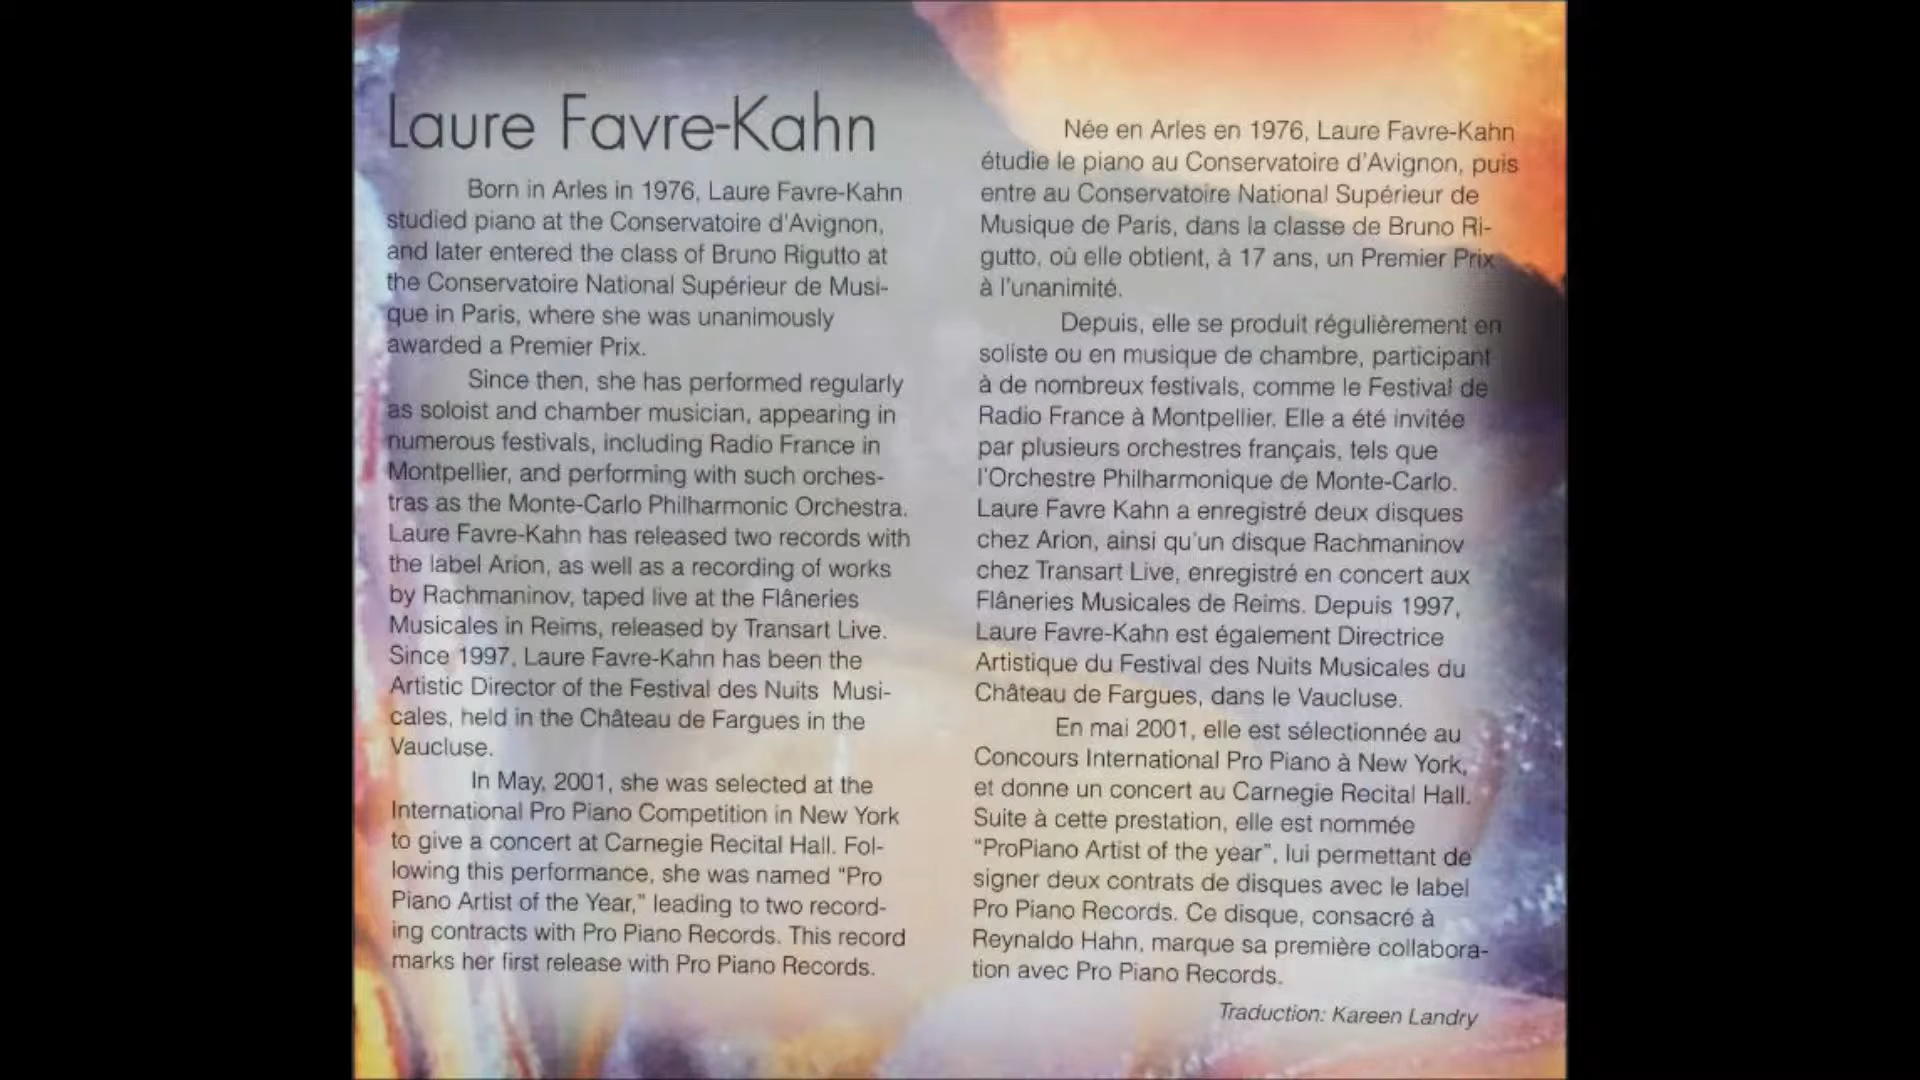 Laure Favre-Kahn
Born in Arles in 1976, Laure Favre-Kahn
studied piano at the Conservatoire d'Avignon,
and later entered the class of Bruno Rigutto at
the Conservatoire National Supérieur de Musi-
que in Paris, where she was unanimously
awarded a Premier Prix.
Since then, she has performed regularly
as soloist and chamber musician, appearing in
numerous festivals, including Radio France in
Montpellier, and performing with such orches-
tras as the Monte-Carlo Philharmonic Orchestra.
Laure Favre-Kahn has released two records with
the label Arion, as well as a recording of works
by Rachmaninov, taped live at the Flâneries
Musicales in Reims, released by Transart Live.
Since 1997, Laure Favre-Kahn has been the
Artistic Director of the Festival des Nuits Musi-
cales, held in the Château de Fargues in the
Vaucluse.
In May, 2001, she was selected at the
International Pro Piano Competition in New York
to give a concert at Carnegie Recital Hall. Fol-
lowing this performance, she was named "Pro
Piano Artist of the Year," leading to two record-
ing contracts with Pro Piano Records. This record
marks her first release with Pro Piano Records.
Née en Arles en 1976, Laure Favre-Kahn
étudie le piano au Conservatoire d'Avignon, puis
entre au Conservatoire National Supérieur de
Musique de Paris, dans la classe de Bruno Ri-
gutto, où elle obtient, à 17 ans, un Premier Prix
à l'unanimité.
Depuis, elle se produit régulièrement en
soliste ou en musique de chambre, participant
à de nombreux festivals, comme le Festival de
Radio France à Montpellier. Elle a été invitée
par plusieurs orchestres français, tels que
l'Orchestre Philharmonique de Monte-Carlo.
Laure Favre Kahn a enregistré deux disques
chez Arion, ainsi qu'un disque Rachmaninov
chez Transart Live, enregistré en concert aux
Flâneries Musicales de Reims. Depuis 1997,
Laure Favre-Kahn est également Directrice
Artistique du Festival des Nuits Musicales du
Château de Fargues, dans le Vaucluse.
En mai 2001, elle est sélectionnée au
Concours International Pro Piano à New York,
et donne un concert au Carnegie Recital Hall.
Suite à cette prestation, elle est nommée
"ProPiano Artist of the year", lui permettant de
signer deux contrats de disques avec le label
Pro Piano Records. Ce disque, consacré à
Reynaldo Hahn, marque sa première collabora-
tion avec Pro Piano Records.
Traduction: Kareen Landry